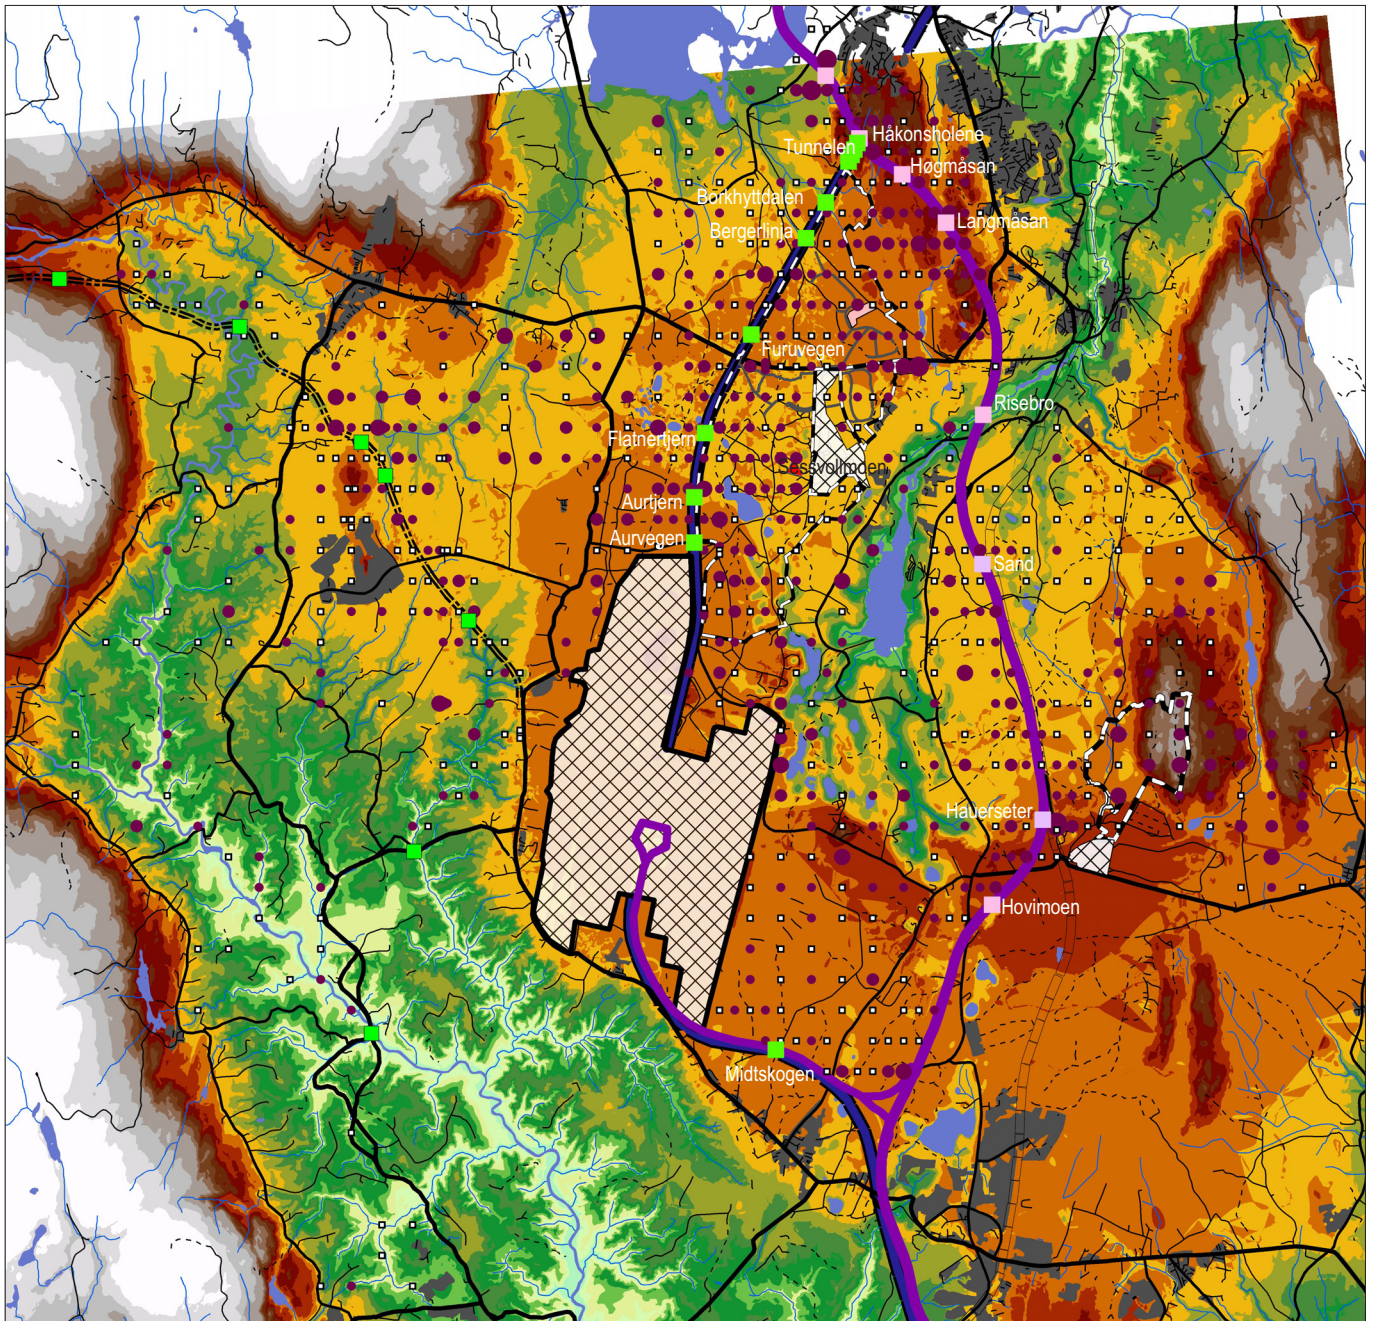 Håkonsholene
Tunnelen
Høgmåsan
Borkhyttdalen
Langmåsan
Bergerlinja
Furuvegen
Risebro
Flatnertjern
Sessvollmoen
Aurtjern
Aurvegen
Sand
Hauerseter
Hovimoen
Midtskogen